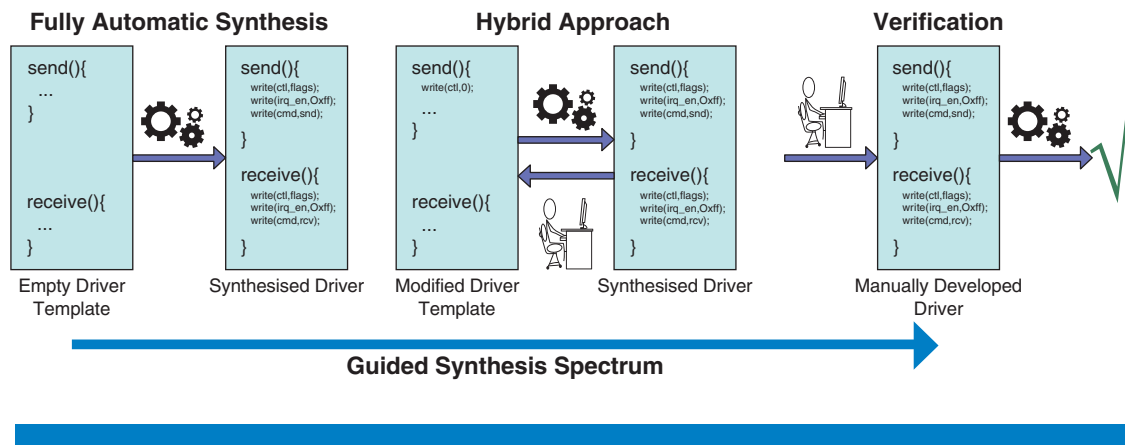 Fully Automatic Synthesis
send(){
...
}
receive(){
...
}
Empty Driver
Template
send(){
write(ctl,flags);
write(irq_en,Oxff);
write(cmd,snd);
}
receive(){
write(ctl,flags);
write(irq_en,Oxff);
write(cmd,rcv);
}
Synthesised Driver
Hybrid Approach
send(){
write(ctl,0);
...
}
receive(){
...
}
Modified Driver
Template
send(){
write(ctl,flags);
write(irq_en,Oxff);
write(cmd,snd);
}
receive(){
write(ctl,flags);
write(irq_en,Oxff);
write(cmd,rcv);
}
Synthesised Driver
Verification
send(){
write(ctl,flags);
write(irq_en,Oxff);
write(cmd,snd);
}
receive(){
write(ctl,flags);
write(irq_en,Oxff);
write(cmd,rcv);
}
Manually Developed
Driver
Guided Synthesis Spectrum